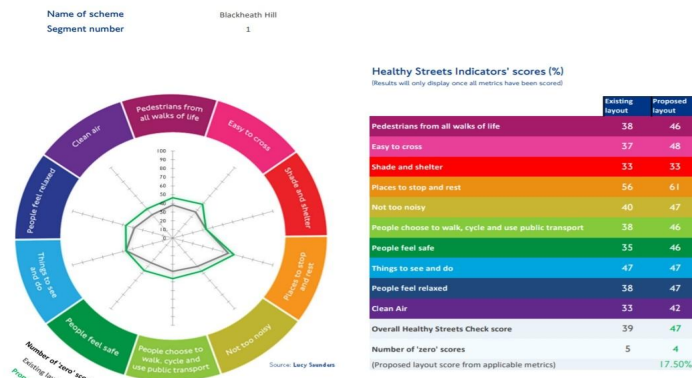 Name of scheme Blackheath Hill
Segment number 1
Healthy Streets Indicators' scores (%)
(Results will only display once all metrics have been scored)
Existing layout Proposed layout
Pedestrians from all walks of life 38 46
Easy to cross 37 48
Shade and shelter 33 33
Places to stop and rest 56 61
Not too noisy 40 47
People choose to walk, cycle and use public transport 38 46
People feel safe 35 46
Things to see and do 47 47
People feel relaxed 38 47
Clean Air 33 42
Overall Healthy Streets Check score 39 47
Number of 'zero' scores 5 4
(Proposed layout score from applicable metrics) 17.50%
Pedestrians from
all walks of life
Easy to cross
Shade and shelter
Places to stop
and rest
Not too noisy
People choose to
walk, cycle and
use public transport
People feel safe
Things to see
and do
People feel relaxed
Clean air
100
90
80
70
60
50
40
30
20
10
0
Number of 'zero'
Existing
Source: Lucy Saunders